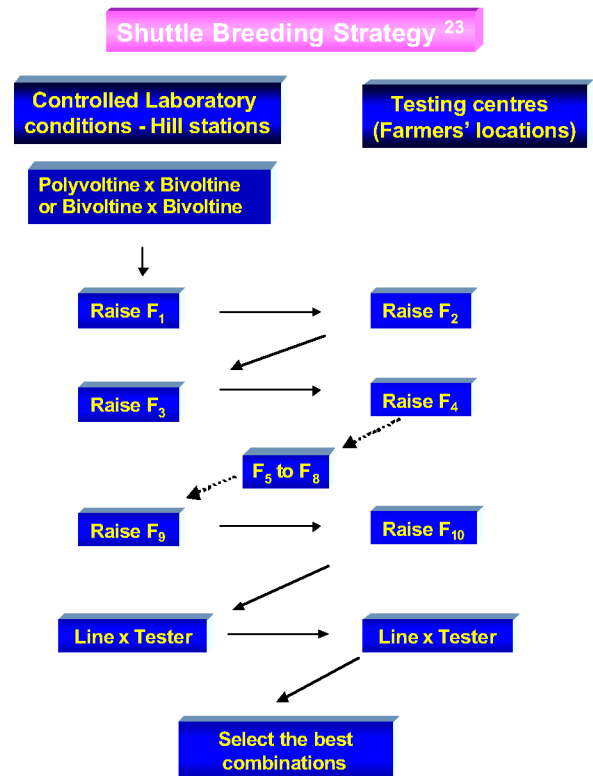 Shuttle Breeding Strategy 23
Controlled Laboratory
conditions - Hill stations
Testing centres
(Farmers’ locations)
Polyvoltine x Bivoltine
or Bivoltine x Bivoltine
Raise F1
Raise F2
Raise F3
Raise F4
F5 to F8
Raise F9
Raise F10
Line x Tester
Line x Tester
Select the best
combinations